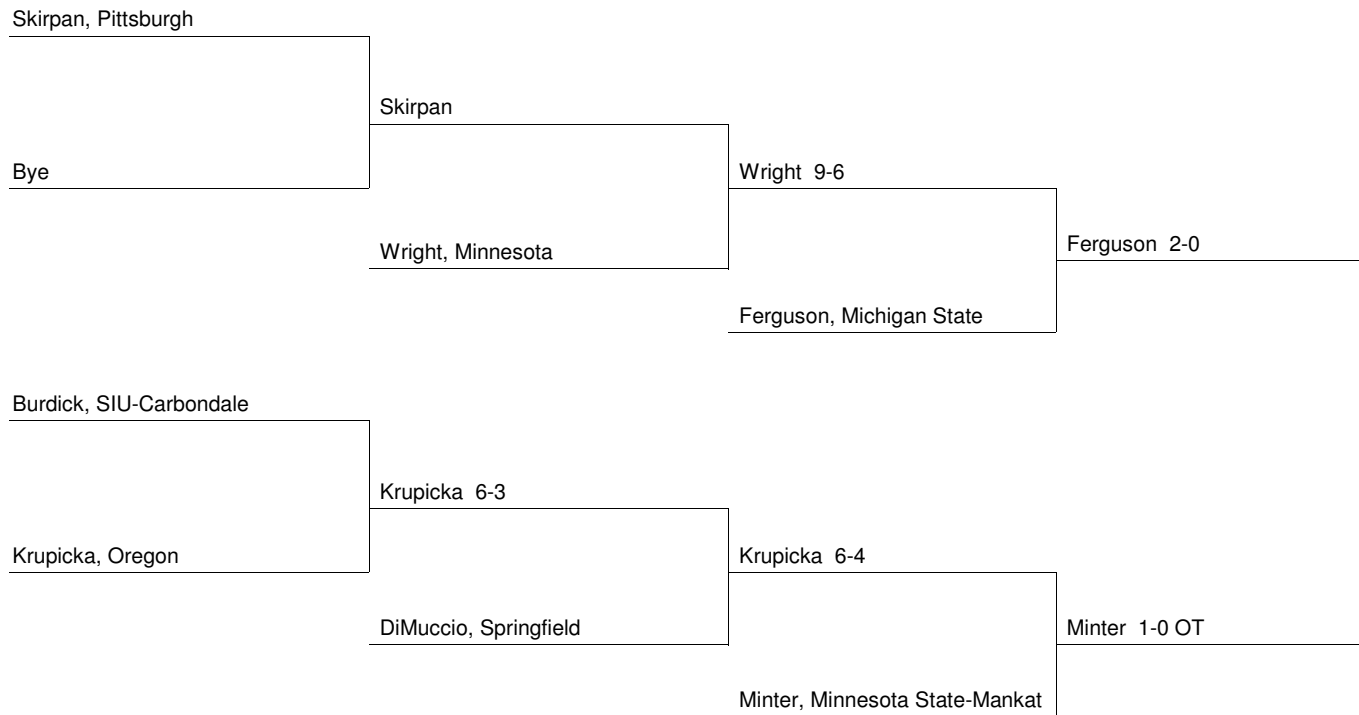 Skirpan, Pittsburgh
Skirpan
Bye
Wright 9-6
Wright, Minnesota
Ferguson 2-0
Ferguson, Michigan State
Burdick, SIU-Carbondale
Krupicka 6-3
Krupicka, Oregon
Krupicka 6-4
DiMuccio, Springfield
Minter 1-0 OT
Minter, Minnesota State-Mankat